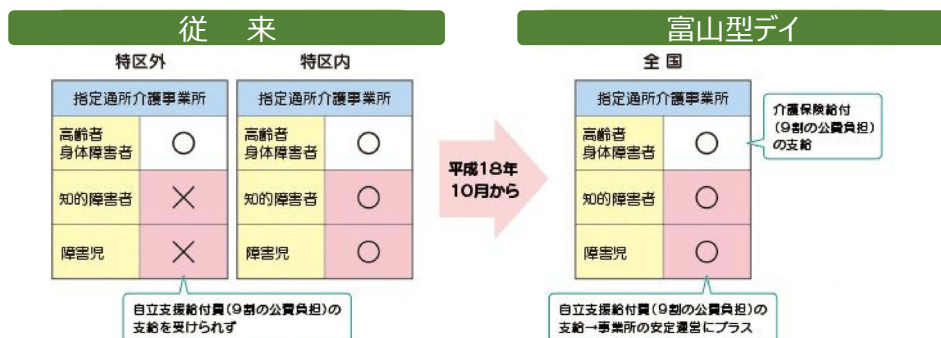 従　来
富山型デイ
特区外
特区内
全国
指定通所介護事業所
指定通所介護事業所
指定通所介護事業所
高齢者
身体障害者
○
高齢者
身体障害者
○
高齢者
身体障害者
○
知的障害者
×
知的障害者
○
知的障害者
○
障害児
×
障害児
○
障害児
○
平成18年
10月から
介護保険給付
(9割の公費負担)
の支給
自立支援給付費(9割の公費負担)の
支給を受けられず
自立支援給付費(9割の公費負担)の
支給→事業所の安定運営にプラス